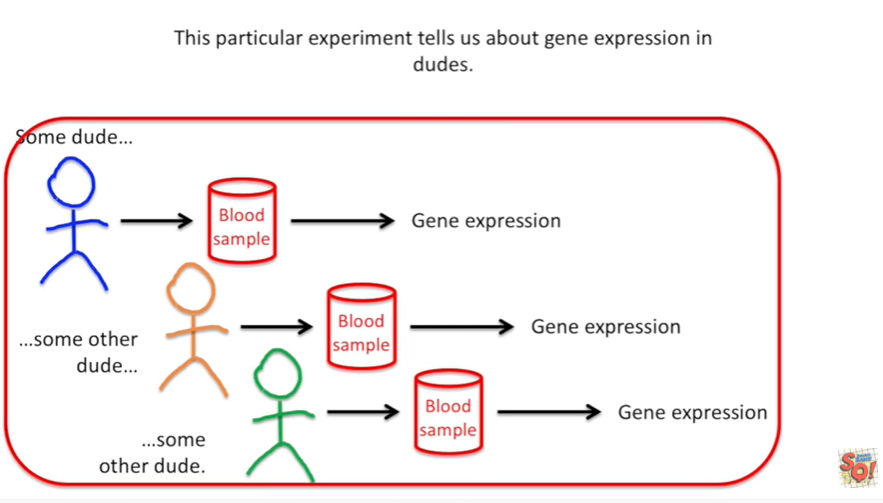 This particular experiment tells us about gene expression in
dudes.
Some dude...
Blood
sample
Gene expression
...some other
dude...
Blood
sample
Gene expression
...some
other dude.
Blood
sample
Gene expression
SO!